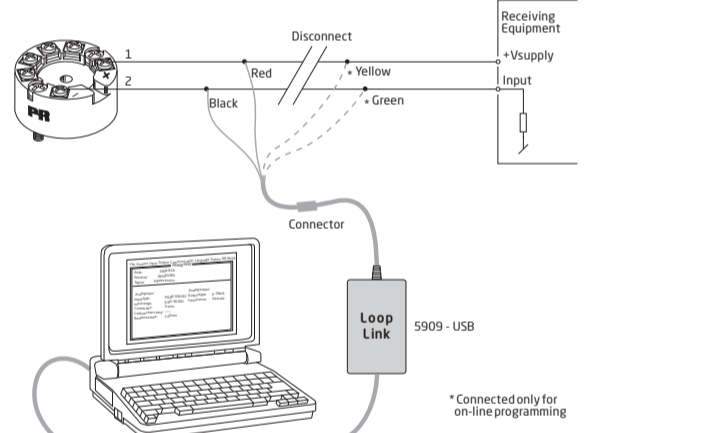 Receiving
Equipment
Disconnect
1
+Vsupply
Red
* Yellow
2
Input
Black
* Green
PR
Connector
Loop
Link
5909 - USB
* Connected only for
on-line programming